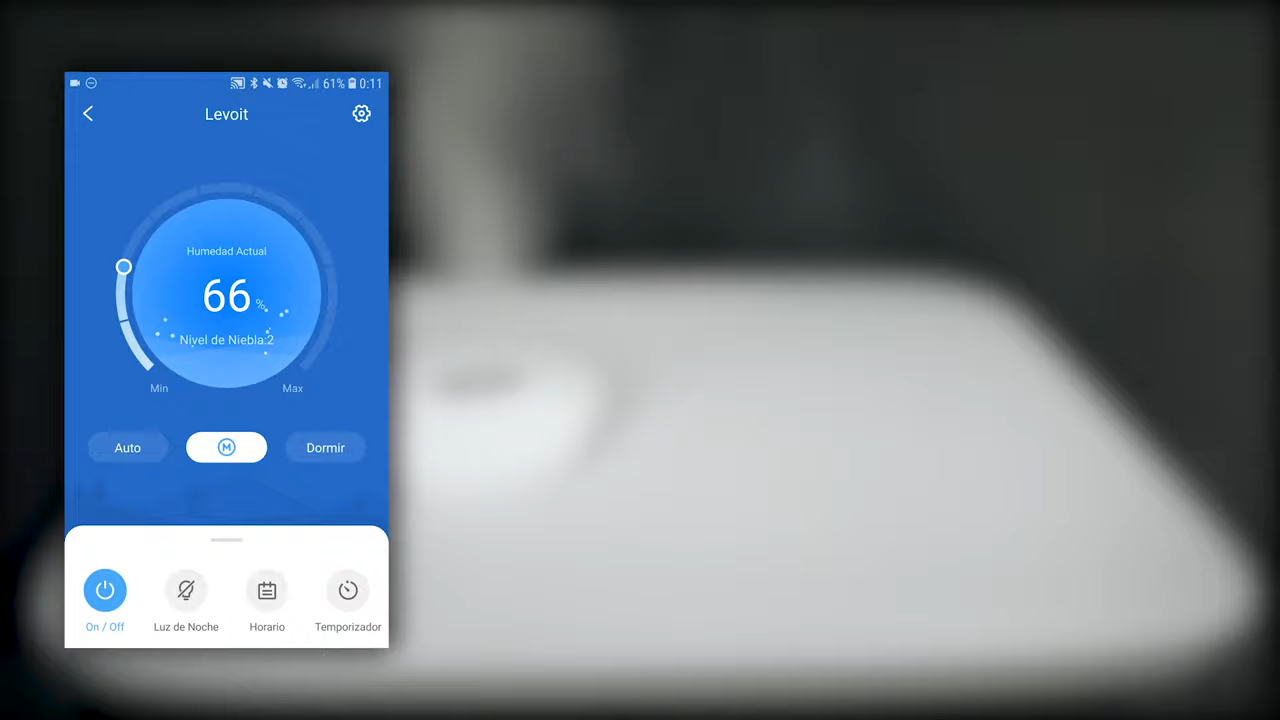 61% 0:11
Levoit
Humedad Actual
66 %
Nivel de Niebla:2
Min Max
Auto M Dormir
On / Off Luz de Noche Horario Temporizador